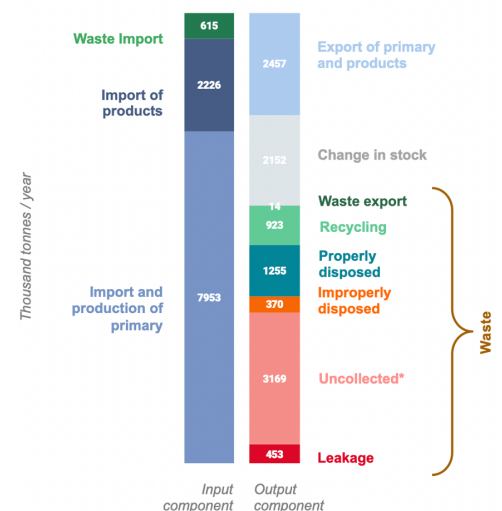 Thousand tonnes / year
Waste Import
615
Import of
products
2226
Import and
production of
primary
7953
2457
Export of primary
and products
2152
Change in stock
14
Waste export
923
Recycling
1255
Properly
disposed
370
Improperly
disposed
3169
Uncollected*
453
Leakage
Waste
Input
component
Output
component